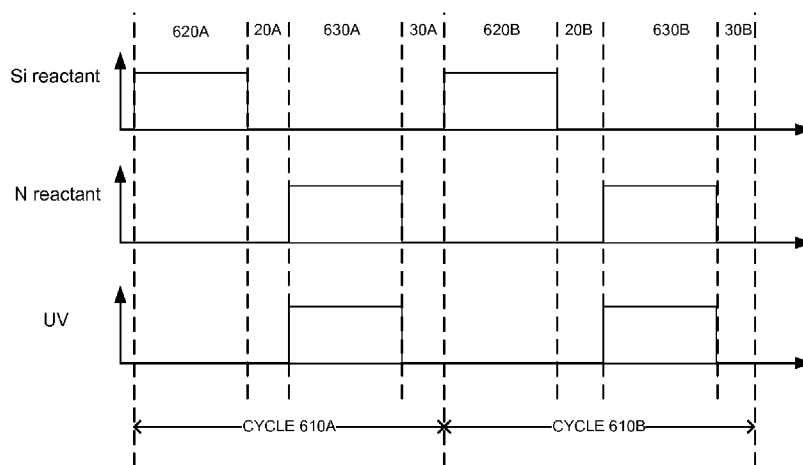 620A 20A 630A 30A 620B 20B 630B 30B
Si reactant
N reactant
UV
CYCLE 610A CYCLE 610B